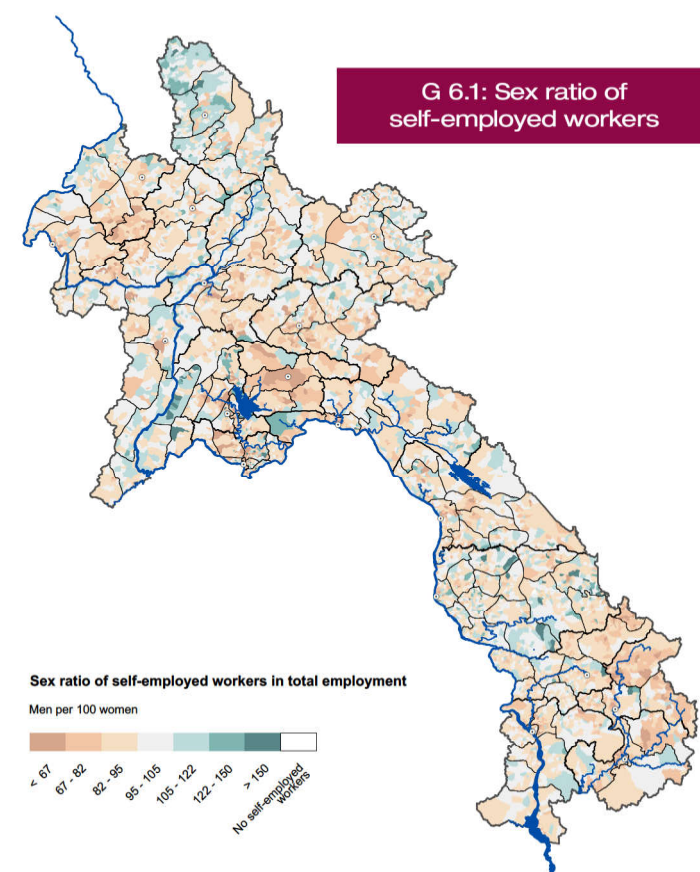 G 6.1: Sex ratio of
self-employed workers
Sex ratio of self-employed workers in total employment
Men per 100 women
< 67
67 - 82
82 - 95
95 - 105
105 - 122
122 - 150
> 150
No self-employed
workers